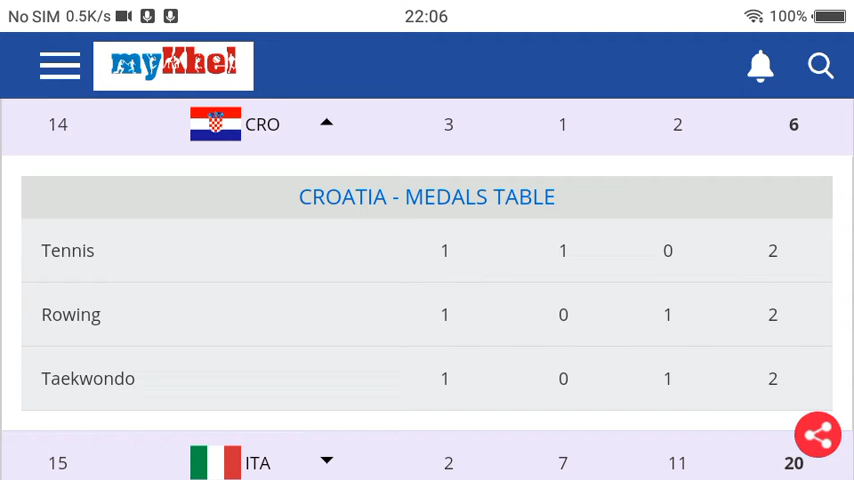 No SIM 0.5K/s 22:06 100%
myKhel
14 CRO 3 1 2 6
CROATIA - MEDALS TABLE
Tennis 1 1 0 2
Rowing 1 0 1 2
Taekwondo 1 0 1 2
15 ITA 2 7 11 20